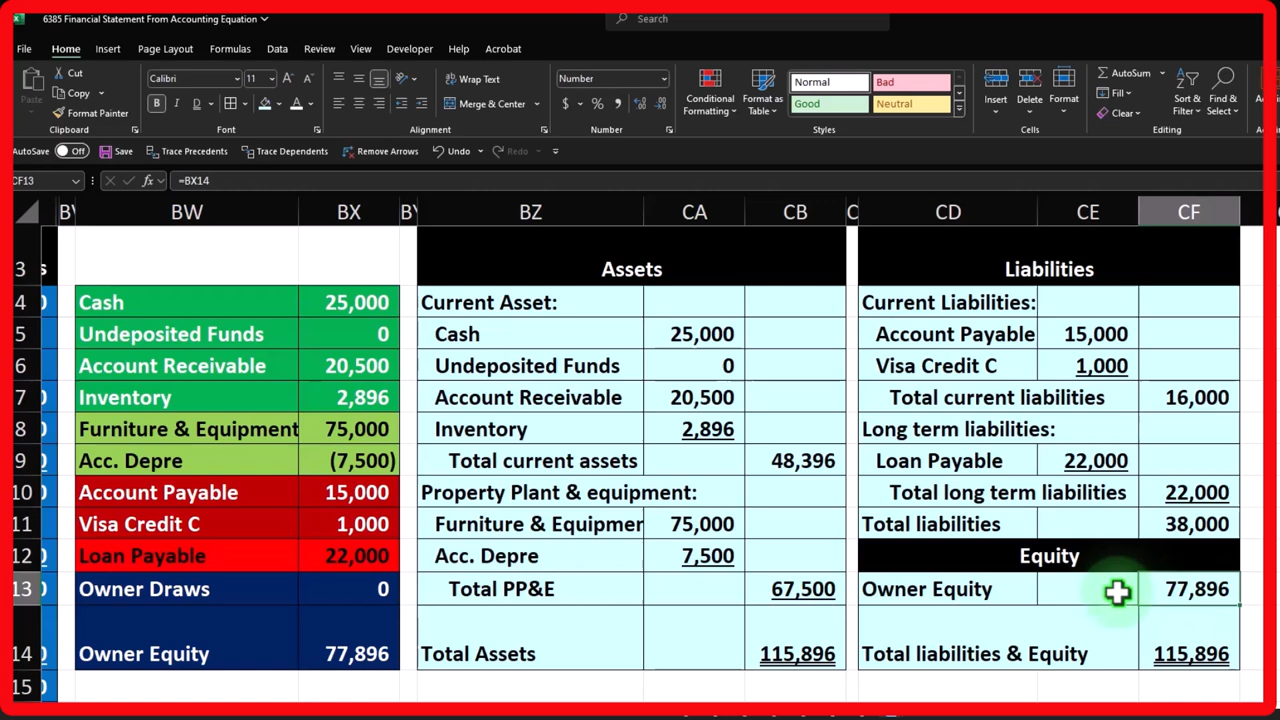 6385 Financial Statement From Accounting Equation
Search
File Home Insert Page Layout Formulas Data Review View Developer Help Acrobat
Paste
Cut
Copy
Format Painter
Clipboard
Calibri 11
B I U A
Font
Wrap Text
Merge & Center
Alignment
Number
$ % ,
Number
Conditional Formatting
Format as Table
Normal Bad
Good Neutral
Styles
Insert Delete Format
Cells
AutoSum
Fill
Clear
Sort & Filter
Find & Select
Editing
AutoSave Off Save Trace Precedents Trace Dependents Remove Arrows Undo Redo
CF13 fx =BX14
BW BX BZ CA CB CD CE CF
3 Assets Liabilities
4 Cash 25,000 Current Asset: Current Liabilities:
5 Undeposited Funds 0 Cash 25,000 Account Payable 15,000
6 Account Receivable 20,500 Undeposited Funds 0 Visa Credit C 1,000
7 Inventory 2,896 Account Receivable 20,500 Total current liabilities 16,000
8 Furniture & Equipment 75,000 Inventory 2,896 Long term liabilities:
9 Acc. Depre (7,500) Total current assets 48,396 Loan Payable 22,000
10 Account Payable 15,000 Property Plant & equipment: Total long term liabilities 22,000
11 Visa Credit C 1,000 Furniture & Equipmer 75,000 Total liabilities 38,000
12 Loan Payable 22,000 Acc. Depre 7,500 Equity
13 Owner Draws 0 Total PP&E 67,500 Owner Equity 77,896
14 Owner Equity 77,896 Total Assets 115,896 Total liabilities & Equity 115,896
15